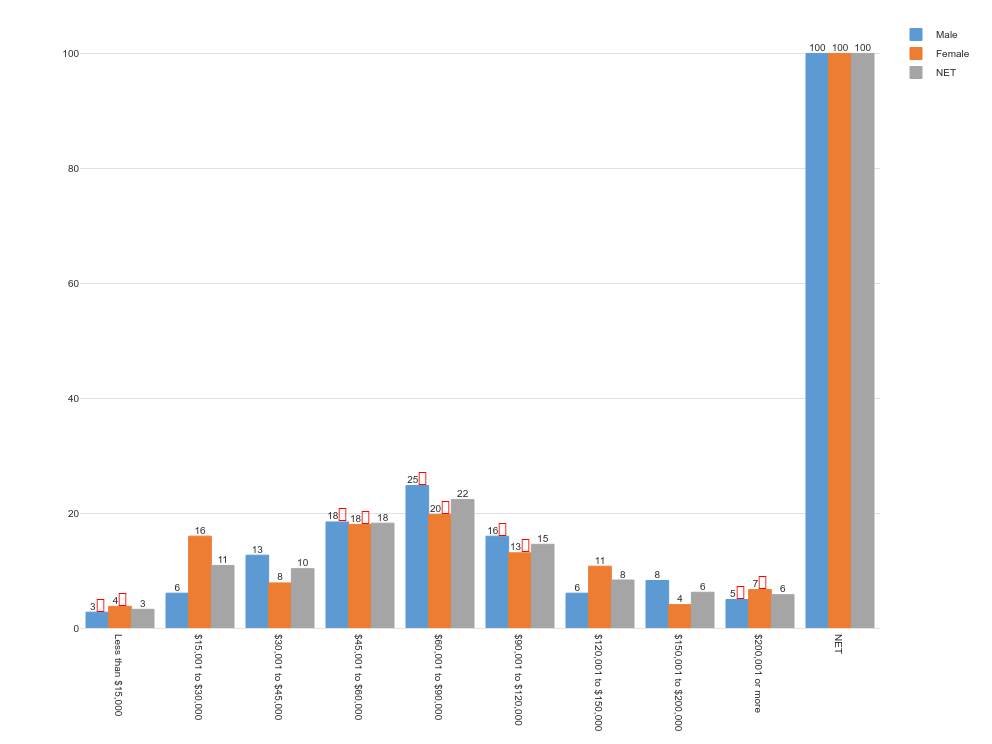 Male
Female
NET
100
80
60
40
20
0
3 4 3
6 16 11
13 8 10
18 18 18
25 20 22
16 13 15
6 11 8
8 4 6
5 7 6
100 100 100
Less than $15,000
$15,001 to $30,000
$30,001 to $45,000
$45,001 to $60,000
$60,001 to $90,000
$90,001 to $120,000
$120,001 to $150,000
$150,001 to $200,000
$200,001 or more
NET